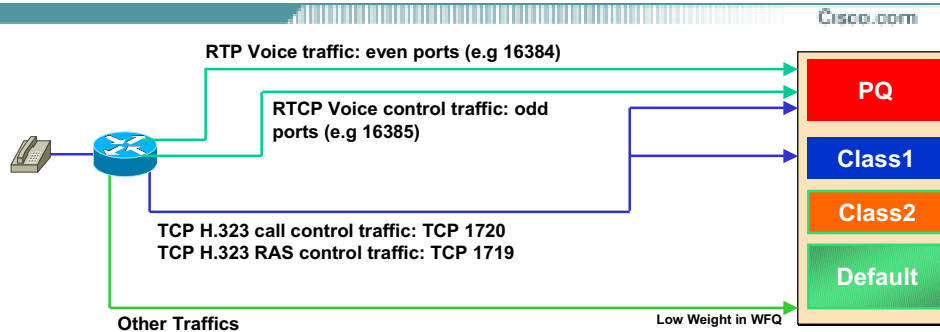 Cisco.com
RTP Voice traffic: even ports (e.g 16384)
PQ
RTCP Voice control traffic: odd
ports (e.g 16385)
Class1
Class2
TCP H.323 call control traffic: TCP 1720
TCP H.323 RAS control traffic: TCP 1719
Default
Other Traffics
Low Weight in WFQ